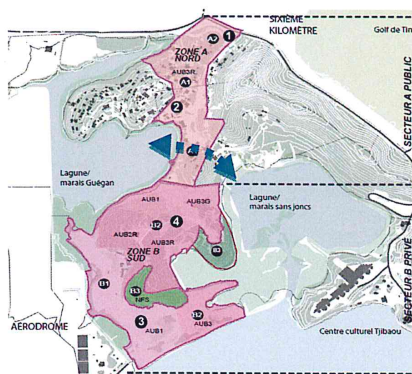 SIXIÈME
KILOMÈTRE
1
Golf de Tin
A2
ZONE A
NORD
AUB3R
A1
2
SECTEUR A PUBLIC
Lagune/
marais Guégan
Lagune/
marais sans joncs
AUB1
AUB3G
4
B2
AUB2RI
AUB3R
ZONE B
SUD
B3
B1
B3
NFS
SECTEUR B PRIVÉ
AÉRODROME
3
B2
AUB1
AUB3
Centre culturel Tjibaou